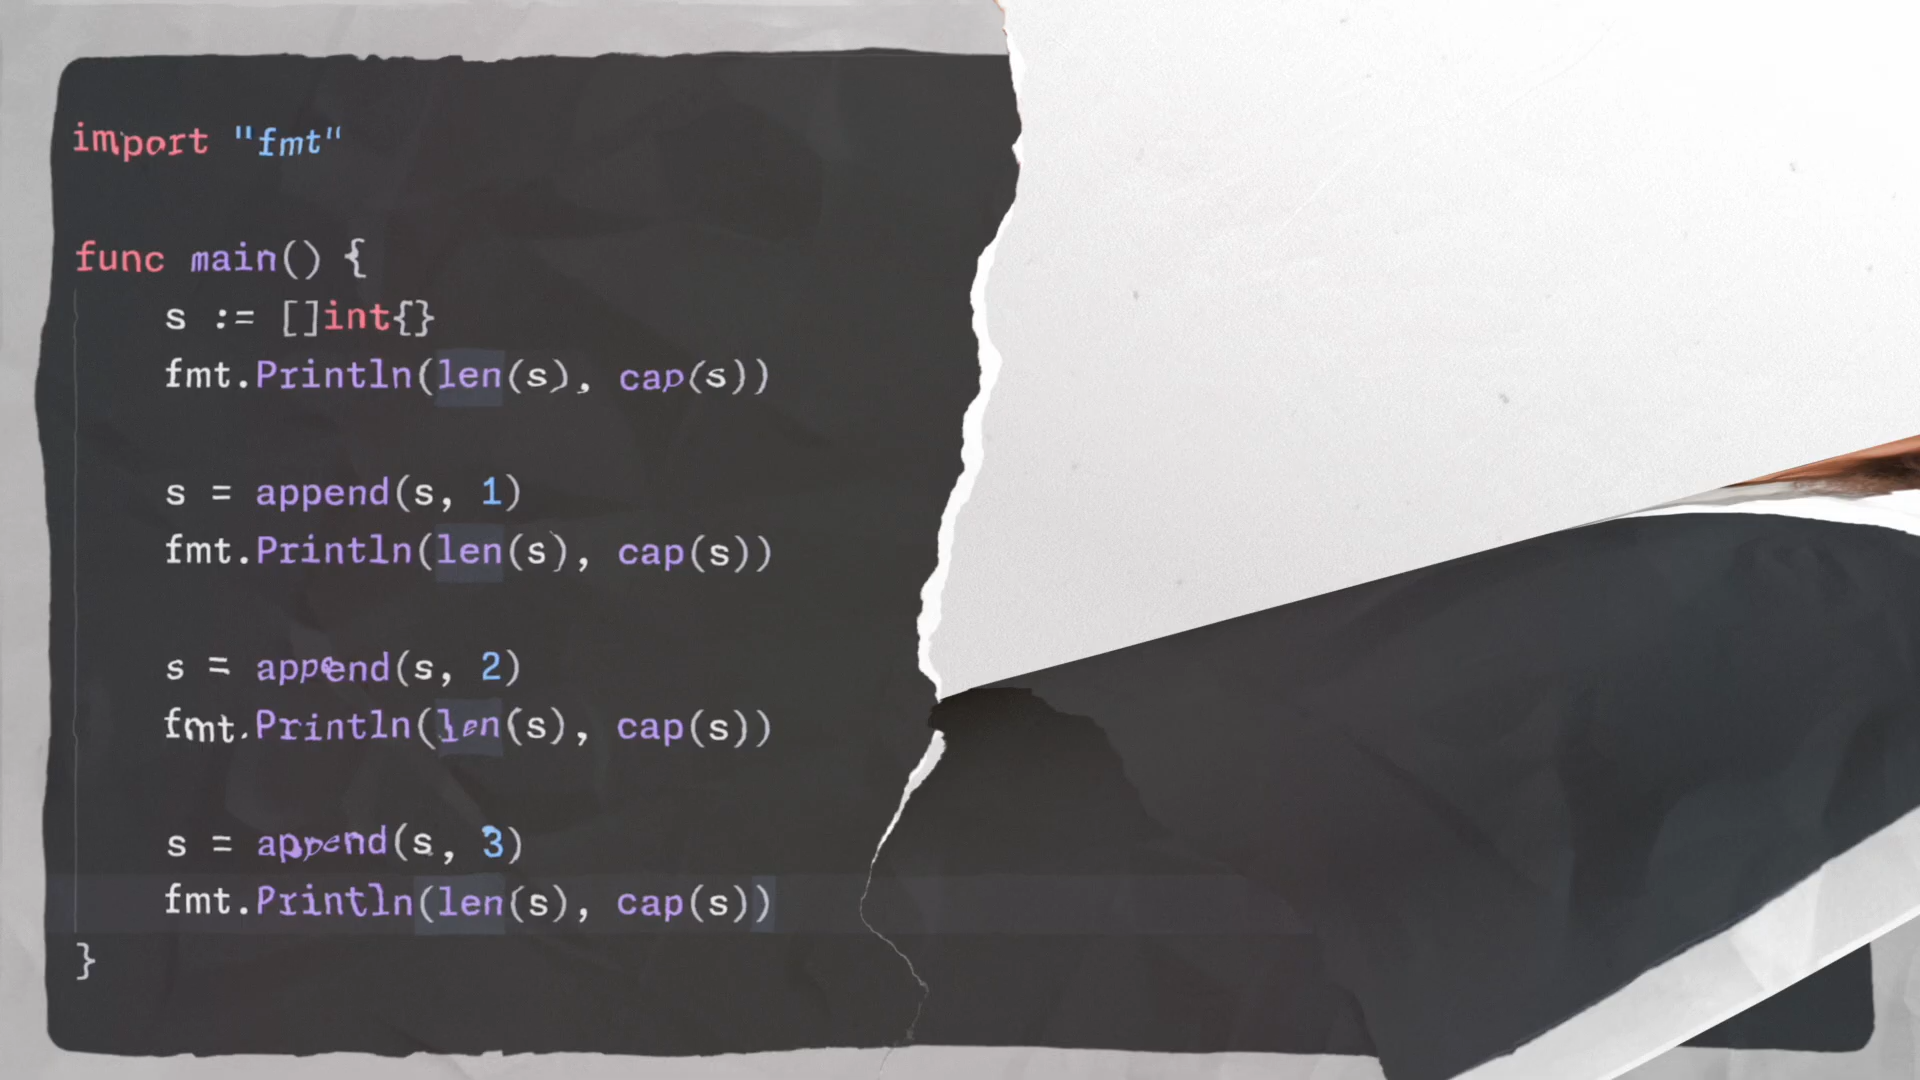 import "fmt"
func main() {
s := []int{}
fmt.Println(len(s), cap(s))
s = append(s, 1)
fmt.Println(len(s), cap(s))
s = append(s, 2)
fmt.Println(len(s), cap(s))
s = append(s, 3)
fmt.Println(len(s), cap(s))
}